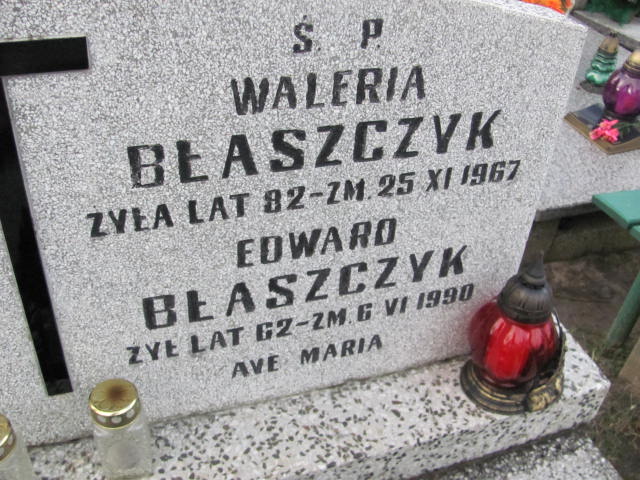 Ś. P.
WALERIA
BŁASZCZYK
ŻYŁA LAT 82-ZM. 25 XI 1967
EDWARD
BŁASZCZYK
ŻYŁ LAT 62-ZM. 6 VI 1990
AVE MARIA